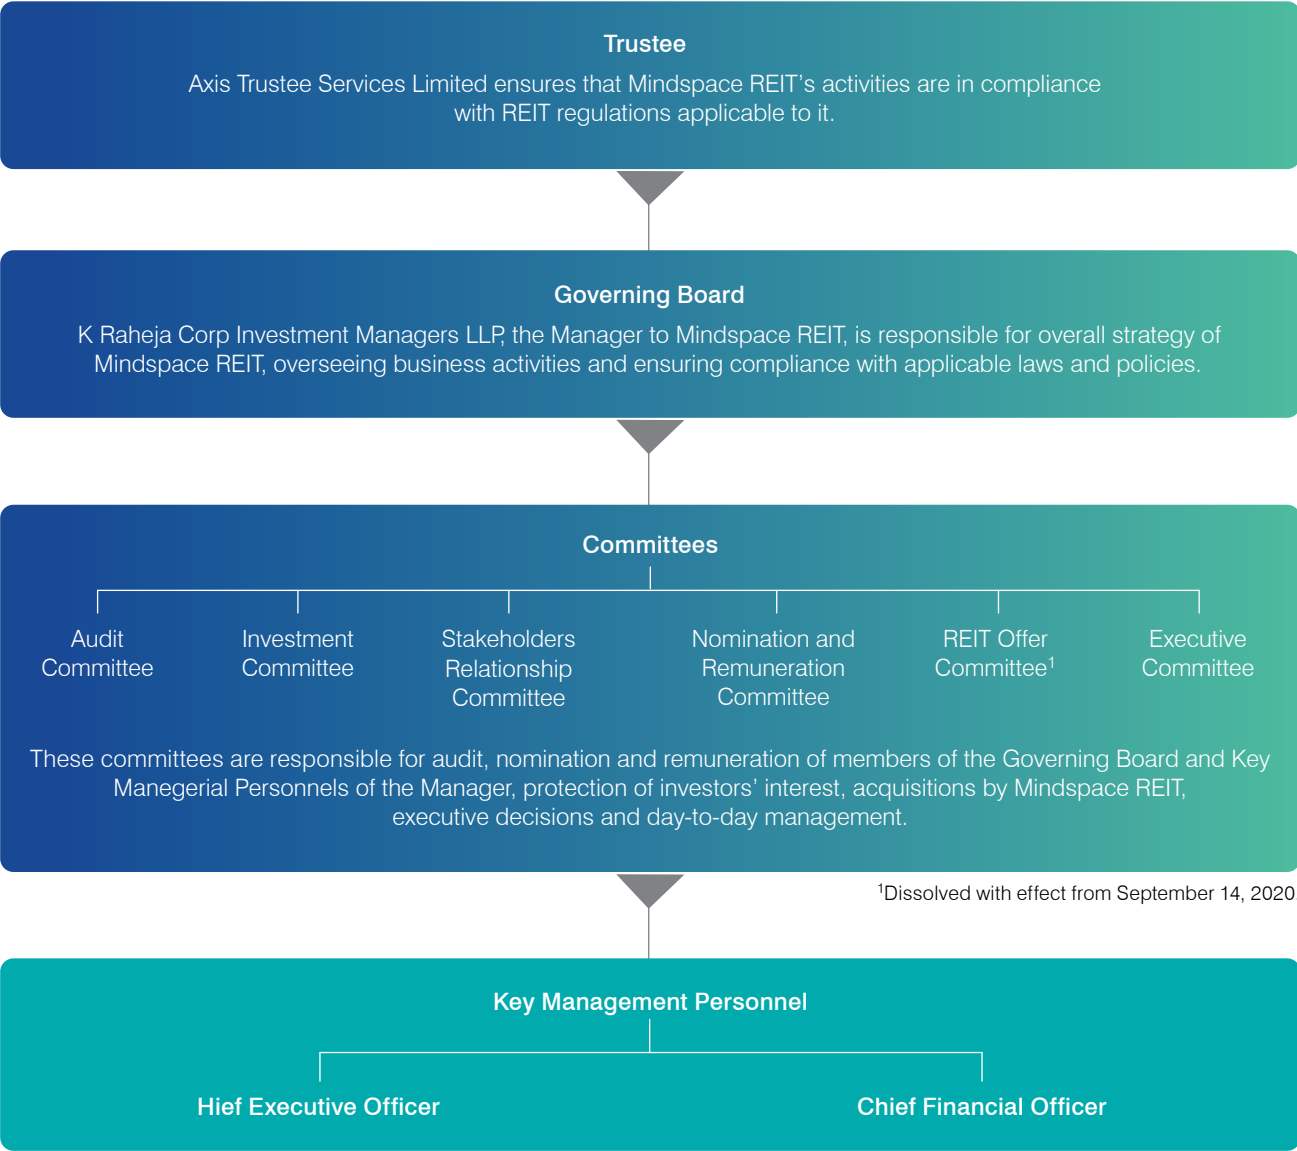 Trustee
Axis Trustee Services Limited ensures that Mindspace REIT's activities are in compliance
with REIT regulations applicable to it.
Governing Board
K Raheja Corp Investment Managers LLP, the Manager to Mindspace REIT, is responsible for overall strategy of
Mindspace REIT, overseeing business activities and ensuring compliance with applicable laws and policies.
Committees
Audit
Committee
Investment
Committee
Stakeholders
Relationship
Committee
Nomination and
Remuneration
Committee
REIT Offer
Committee¹
Executive
Committee
These committees are responsible for audit, nomination and remuneration of members of the Governing Board and Key
Manegerial Personnels of the Manager, protection of investors' interest, acquisitions by Mindspace REIT,
executive decisions and day-to-day management.
¹Dissolved with effect from September 14, 2020.
Key Management Personnel
Hief Executive Officer
Chief Financial Officer